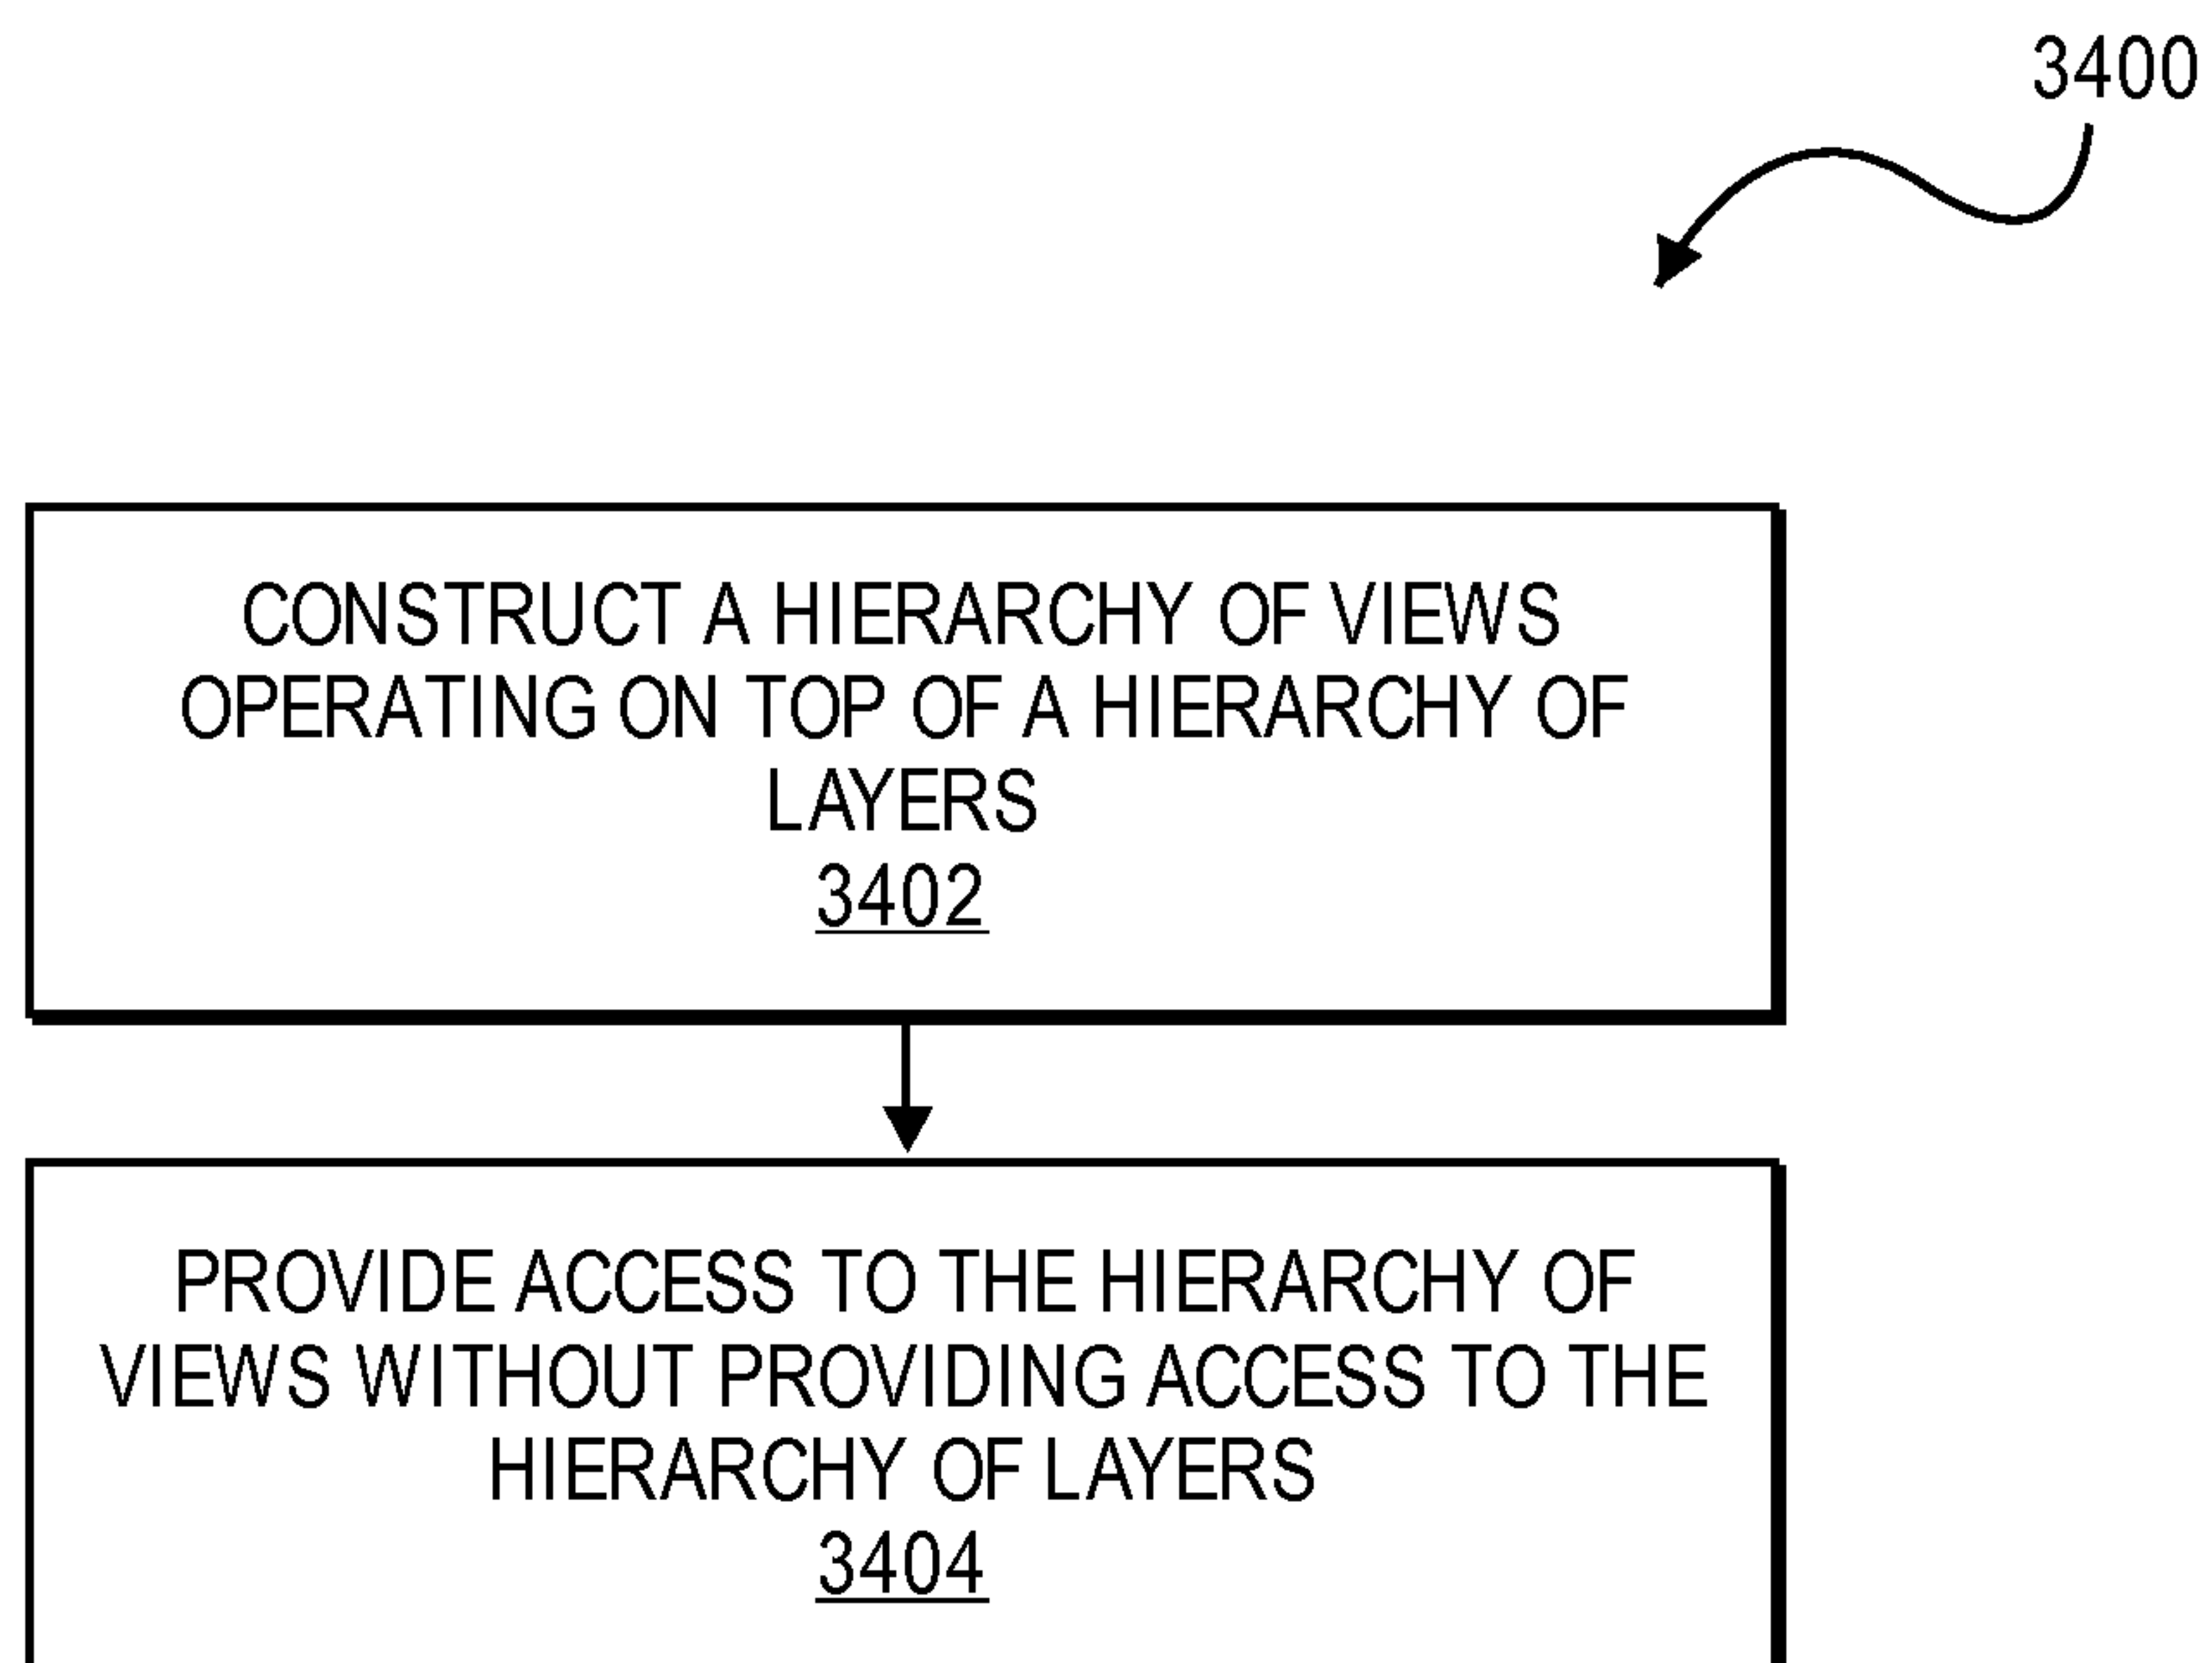 3400
CONSTRUCT A HIERARCHY OF VIEWS
OPERATING ON TOP OF A HIERARCHY OF
LAYERS
3402
PROVIDE ACCESS TO THE HIERARCHY OF
VIEWS WITHOUT PROVIDING ACCESS TO THE
HIERARCHY OF LAYERS
3404